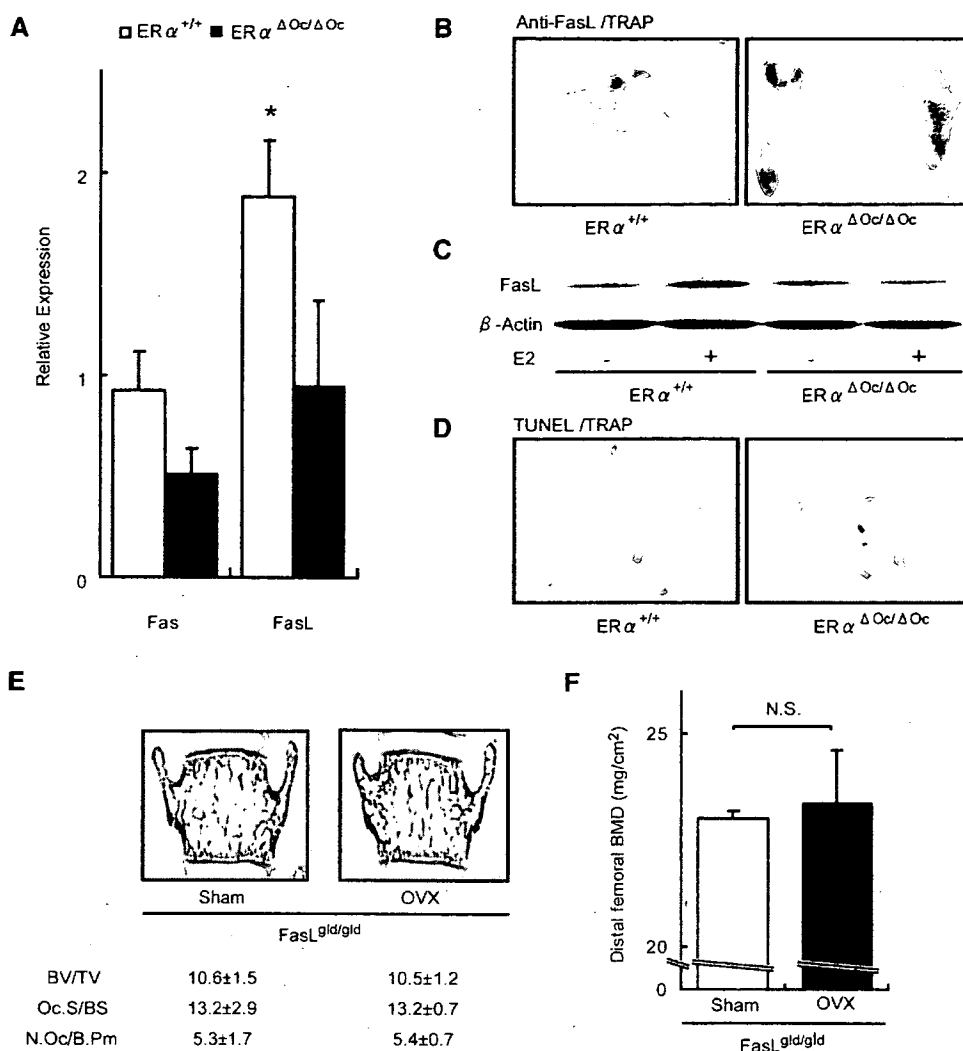 A
□ ERα+/+ ■ ERαΔOc/ΔOc
Relative Expression
2
1
0
*
Fas
FasL
B
Anti-FasL /TRAP
ERα+/+
ERαΔOc/ΔOc
C
FasL
β-Actin
E2
- + - +
ERα+/+
ERαΔOc/ΔOc
D
TUNEL /TRAP
ERα+/+
ERαΔOc/ΔOc
E
Sham
OVX
FasLgld/gld
BV/TV 10.6±1.5 10.5±1.2
Oc.S/BS 13.2±2.9 13.2±0.7
N.Oc/B.Pm 5.3±1.7 5.4±0.7
F
Distal femoral BMD (mg/cm²)
25
20
0
N.S.
Sham
OVX
FasLgld/gld